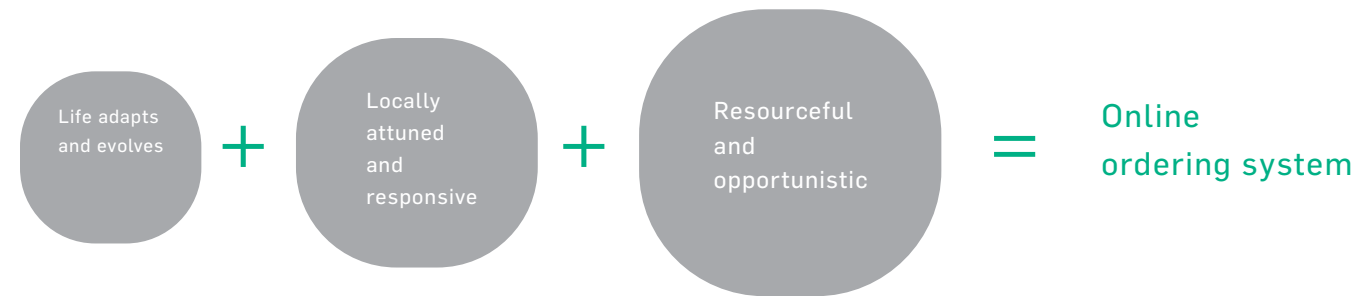 Life adapts
and evolves
+
Locally
attuned
and
responsive
+
Resourceful
and
opportunistic
=
Online
ordering system